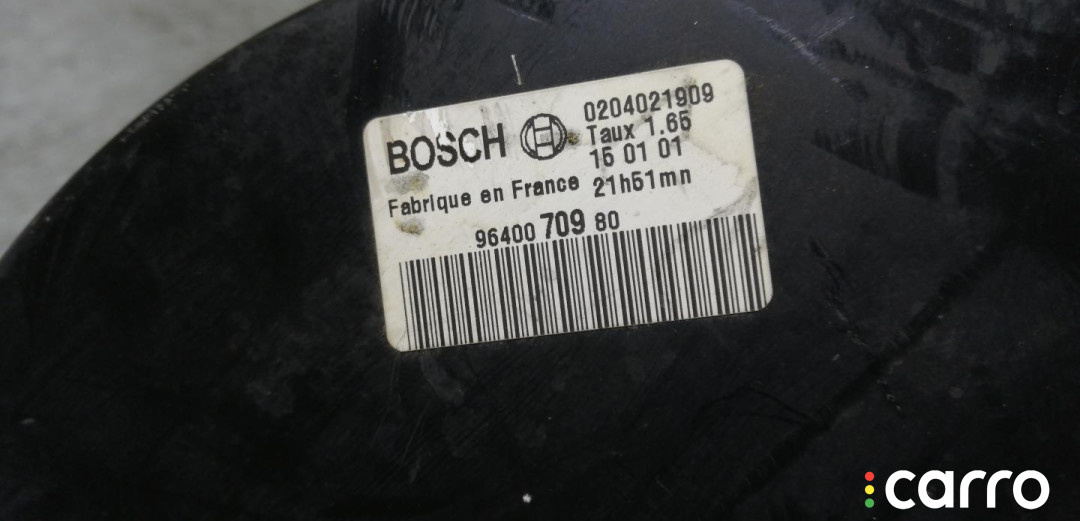 BOSCH
0204021909
Taux 1.65
15 01 01
Fabrique en France 21h51mn
96400 709 80
carro